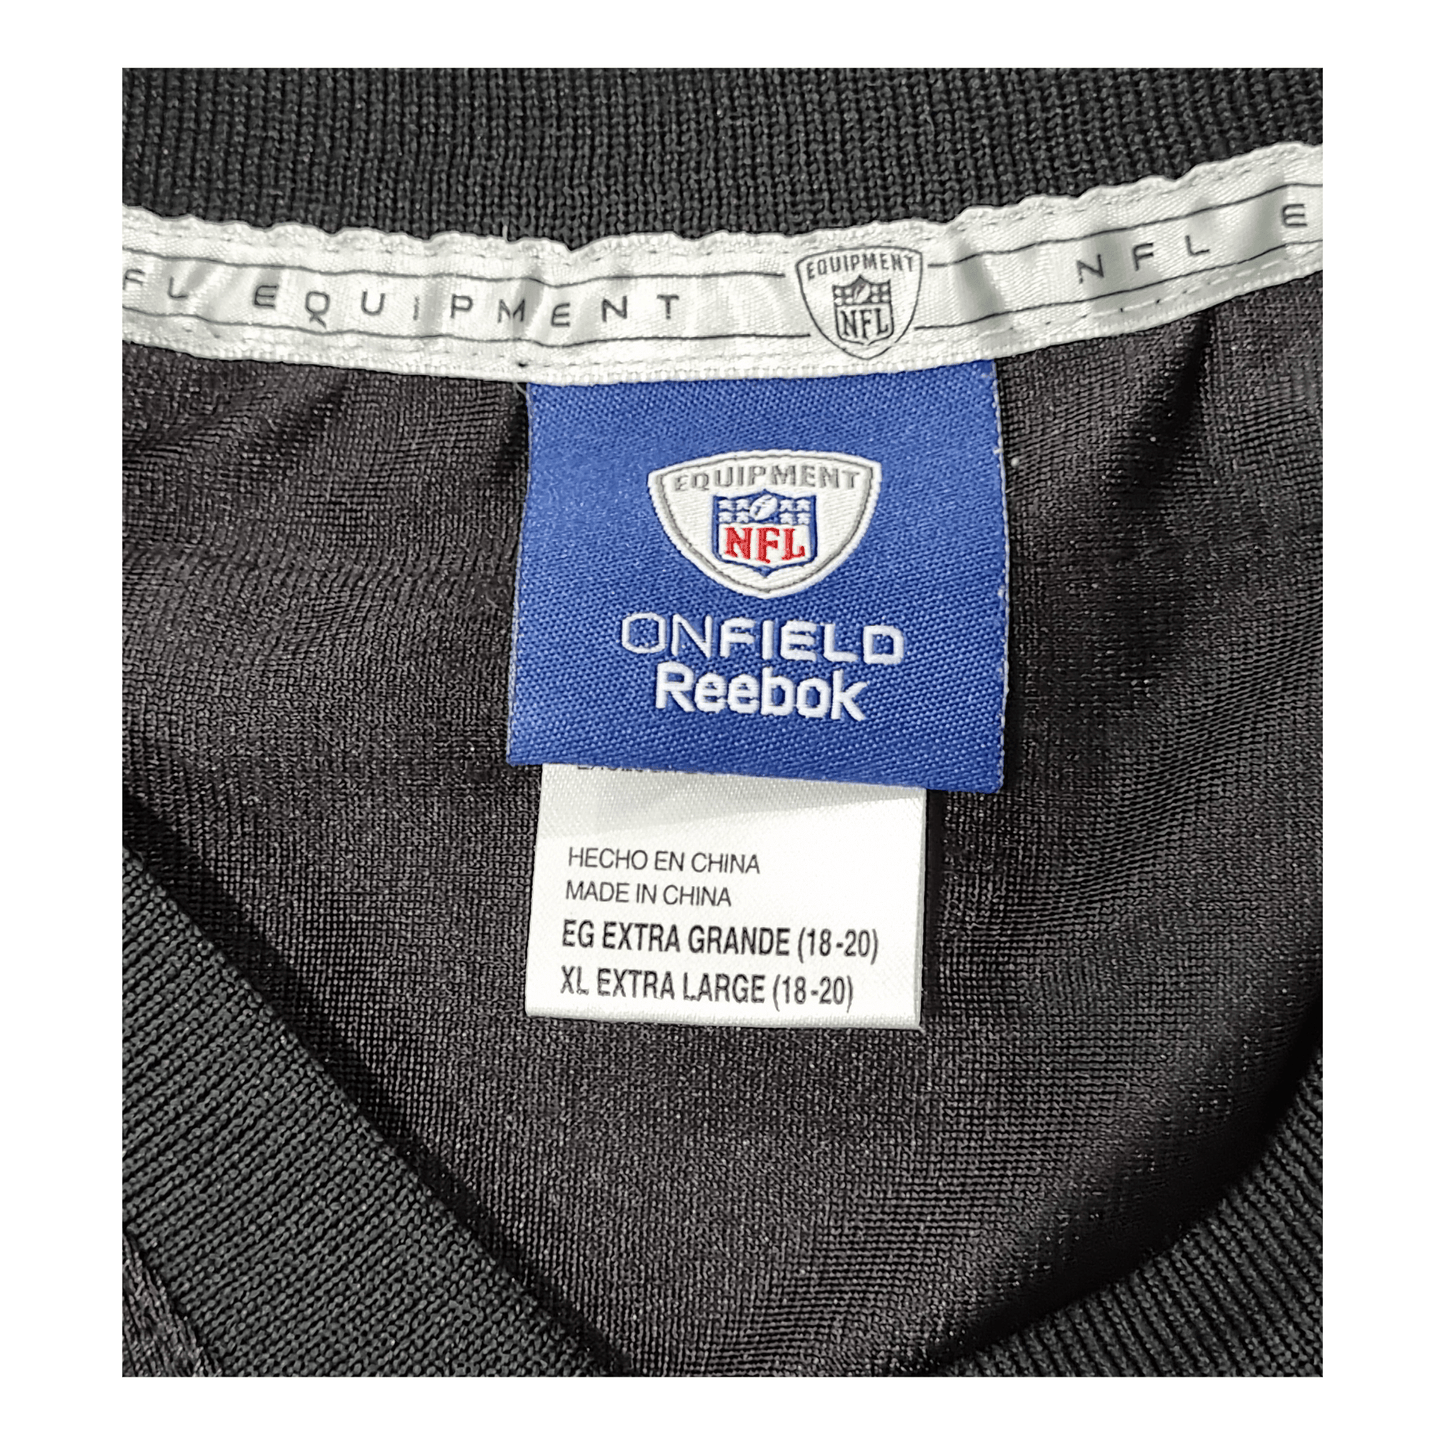 FL EQUIPMENT
EQUIPMENT
NFL
NFL E
EQUIPMENT
NFL
ONFIELD
Reebok
HECHO EN CHINA
MADE IN CHINA
EG EXTRA GRANDE (18-20)
XL EXTRA LARGE (18-20)